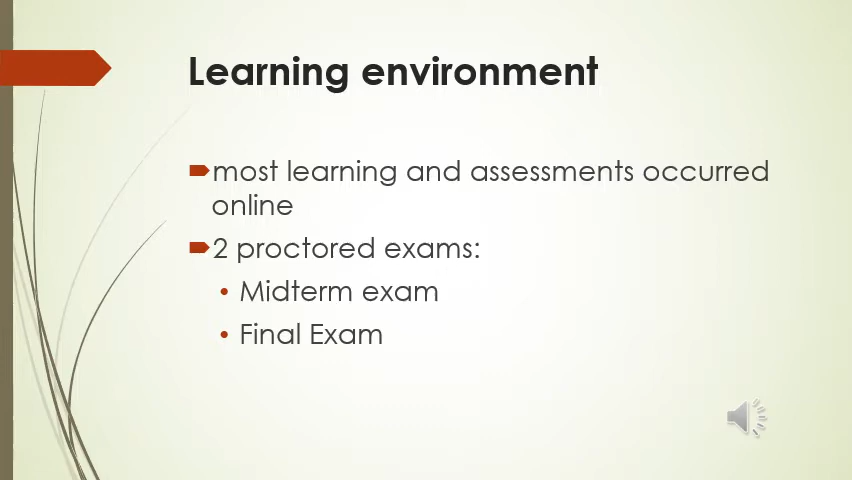 Learning environment
most learning and assessments occurred
online
2 proctored exams:
• Midterm exam
• Final Exam